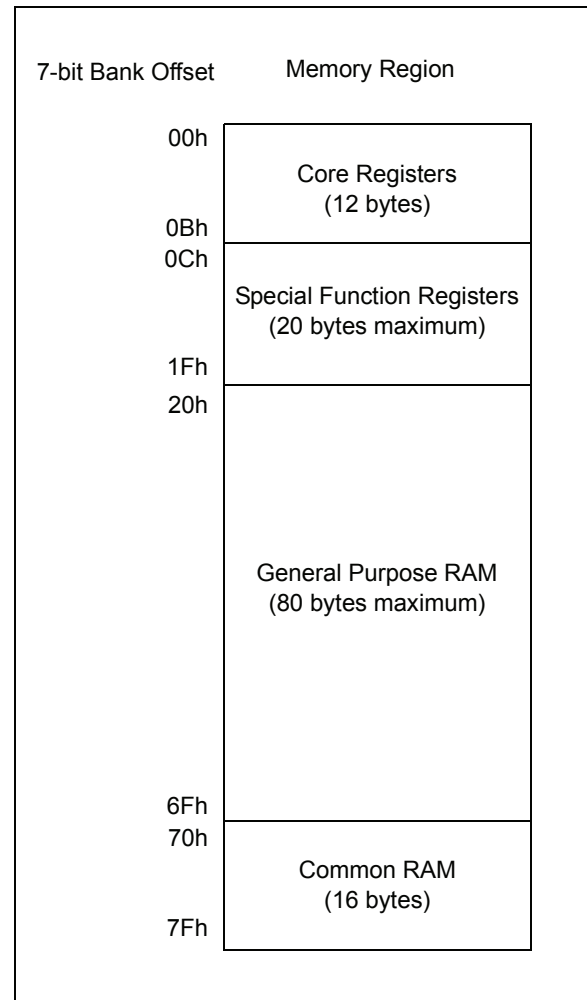 7-bit Bank Offset Memory Region
00h
Core Registers
(12 bytes)
0Bh
0Ch
Special Function Registers
(20 bytes maximum)
1Fh
20h
General Purpose RAM
(80 bytes maximum)
6Fh
70h
Common RAM
(16 bytes)
7Fh